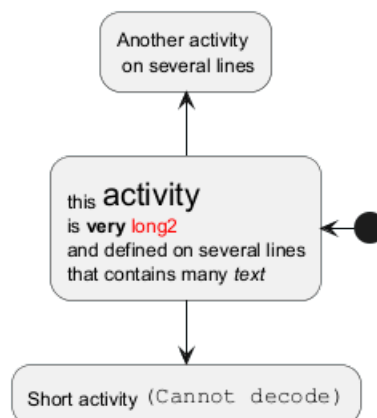 Another activity
on several lines
this activity
is very long2
and defined on several lines
that contains many text
Short activity (Cannot decode)